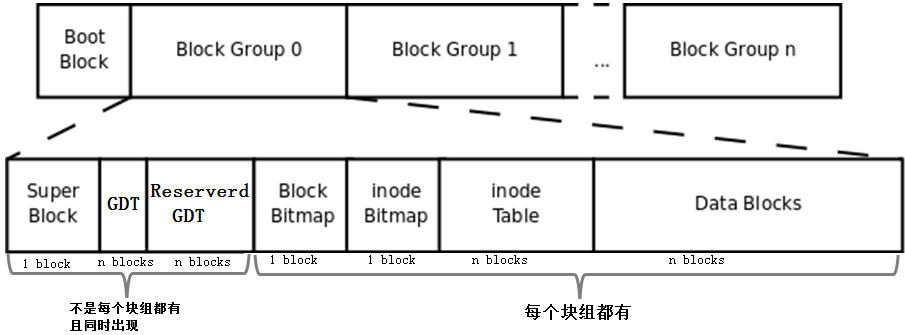 Boot
Block
Block Group 0
Block Group 1
...
Block Group n
Super
Block
GDT
Reserverd
GDT
Block
Bitmap
inode
Bitmap
inode
Table
Data Blocks
1 block
n blocks
n blocks
1 block
1 block
n blocks
n blocks
不是每个块组都有
且同时出现
每个块组都有